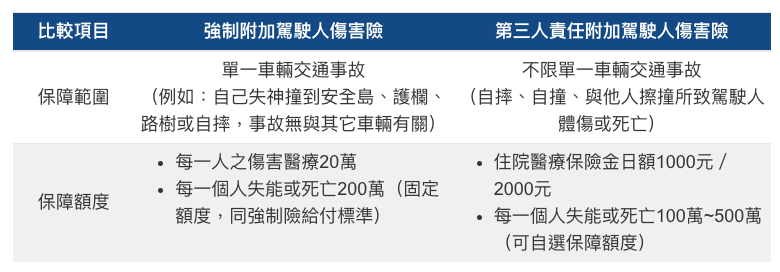 比較項目
強制附加駕駛人傷害險
第三人責任附加駕駛人傷害險
保障範圍
單一車輛交通事故
（例如：自己失神撞到安全島、護欄、
路樹或自摔，事故無與其它車輛有關）
不限單一車輛交通事故
（自摔、自撞、與他人擦撞所致駕駛人
體傷或死亡）
保障額度
• 每一人之傷害醫療20萬
• 每一個人失能或死亡200萬（固定
額度，同強制險給付標準）
• 住院醫療保險金日額1000元／
2000元
• 每一個人失能或死亡100萬~500萬
（可自選保障額度）